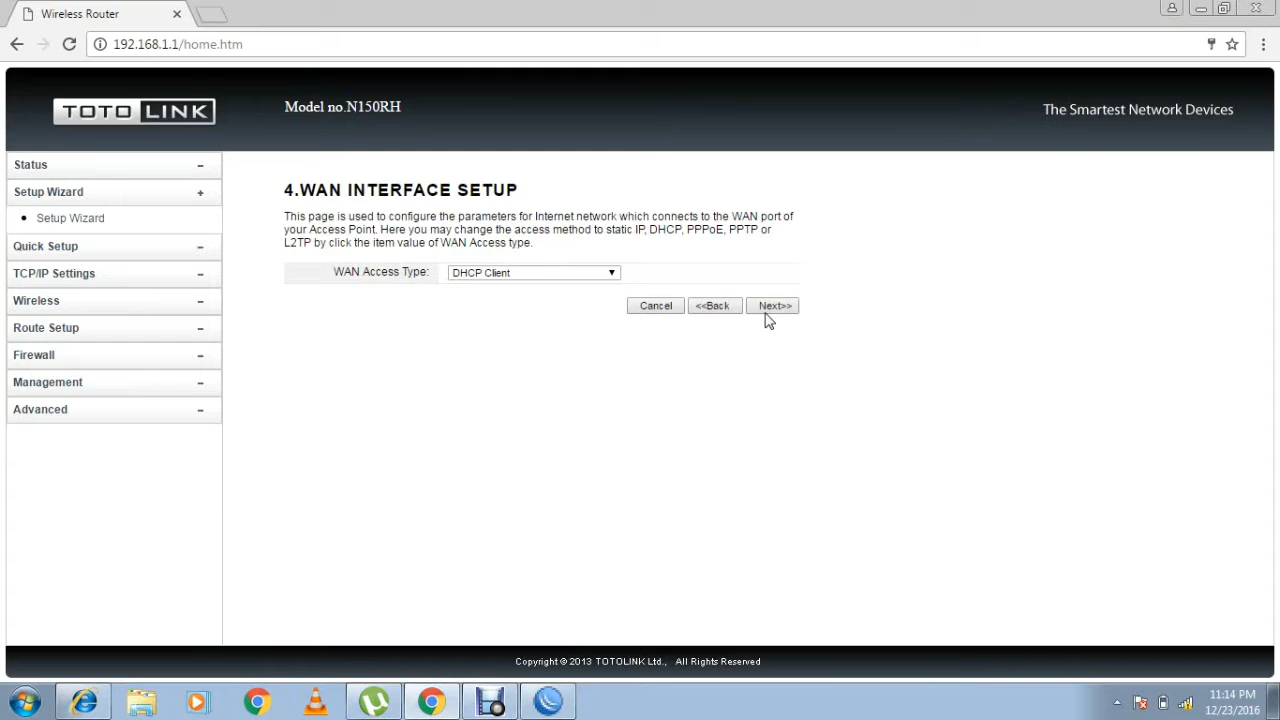 Wireless Router
192.168.1.1/home.htm
TOTO LINK
Model no.N150RH
The Smartest Network Devices
Status
Setup Wizard
Setup Wizard
Quick Setup
TCP/IP Settings
Wireless
Route Setup
Firewall
Management
Advanced
4.WAN INTERFACE SETUP
This page is used to configure the parameters for Internet network which connects to the WAN port of
your Access Point. Here you may change the access method to static IP, DHCP, PPPoE, PPTP or
L2TP by click the item value of WAN Access type.
WAN Access Type: DHCP Client
Cancel <<Back Next>>
Copyright © 2013 TOTOLINK Ltd., All Rights Reserved
11:14 PM
12/23/2016